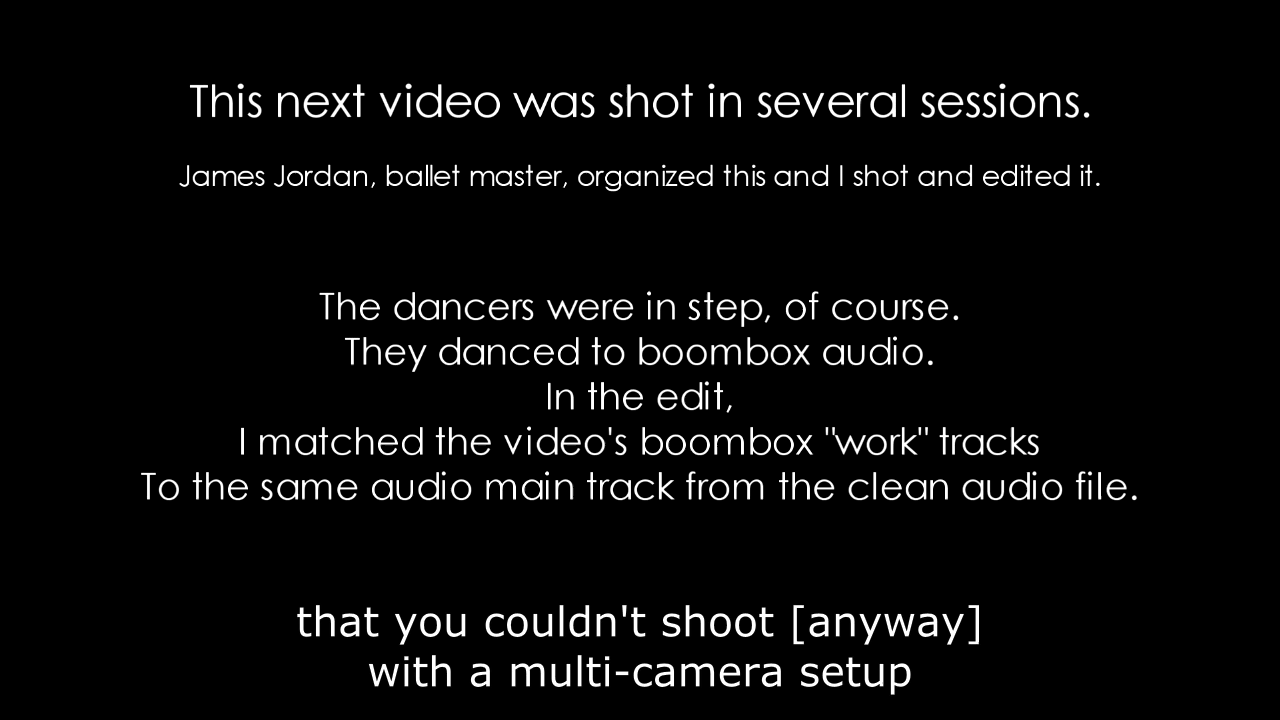 This next video was shot in several sessions.
James Jordan, ballet master, organized this and I shot and edited it.
The dancers were in step, of course.
They danced to boombox audio.
In the edit,
I matched the video's boombox "work" tracks
To the same audio main track from the clean audio file.
that you couldn't shoot [anyway]
with a multi-camera setup